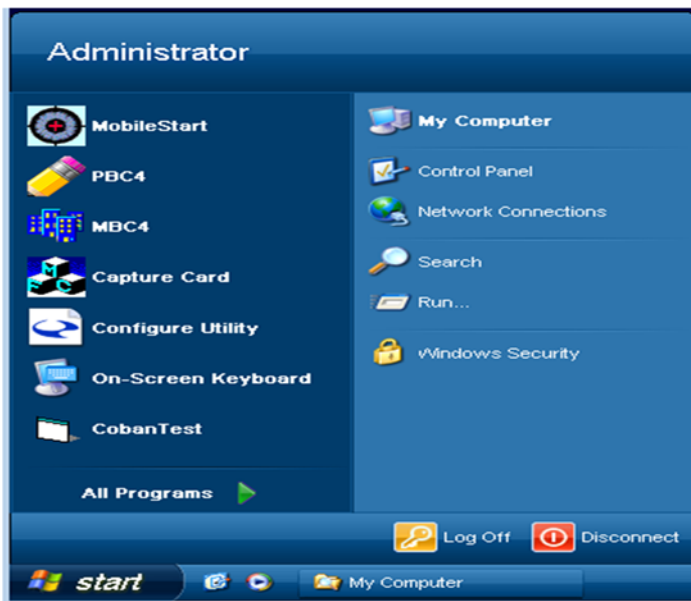 Administrator
MobileStart
PBC4
MBC4
MFC
Capture Card
Configure Utility
On-Screen Keyboard
CobanTest
All Programs
My Computer
Control Panel
Network Connections
Search
Run...
Windows Security
Log Off
Disconnect
start
My Computer